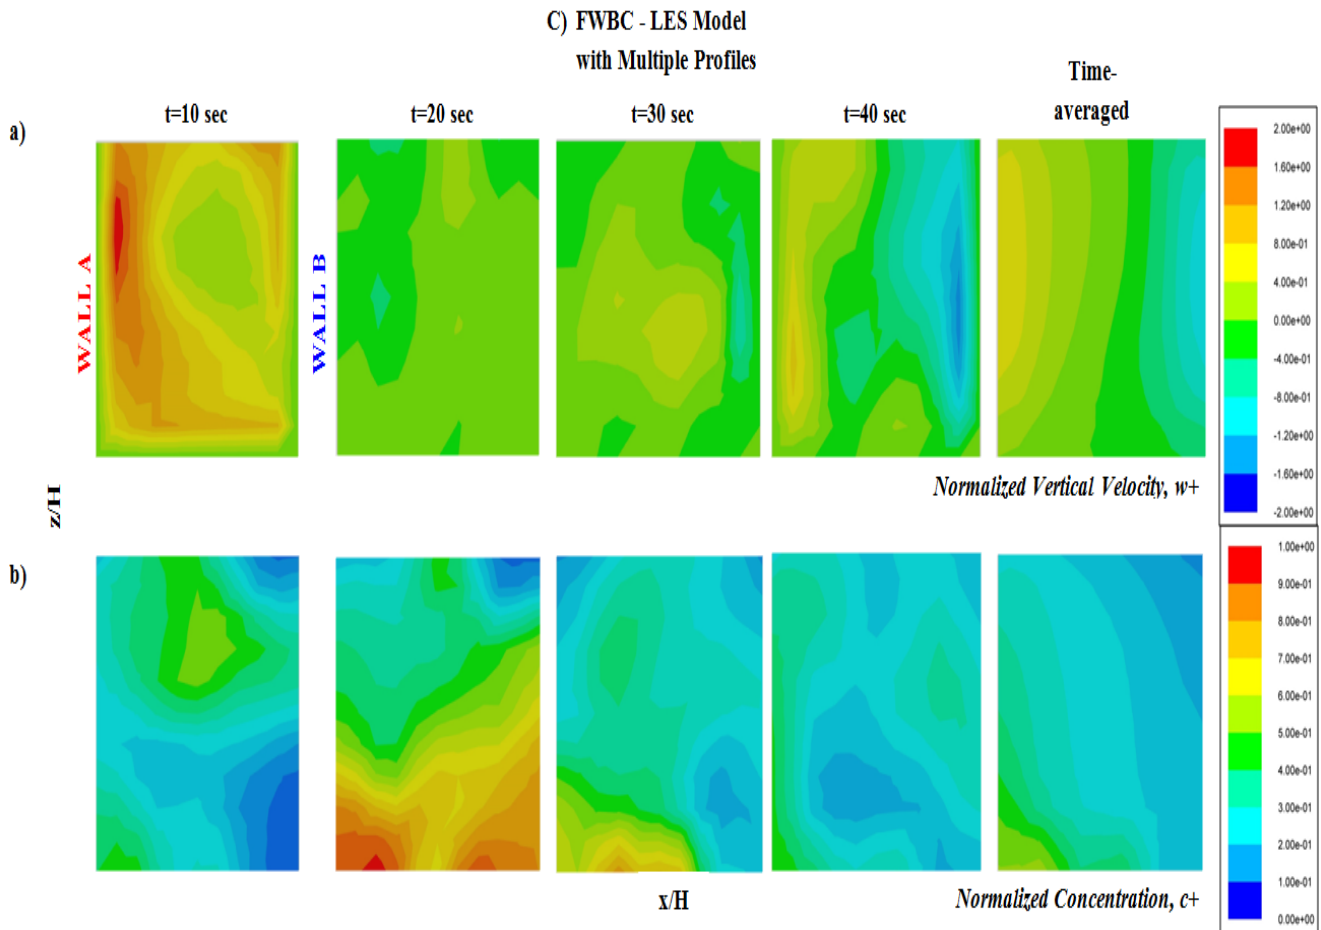 C) FWBC - LES Model
with Multiple Profiles
Time-
averaged
t=10 sec
t=20 sec
t=30 sec
t=40 sec
a)
WALL A
WALL B
2.00e+00
1.60e+00
1.20e+00
8.00e-01
4.00e-01
0.00e+00
-4.00e-01
-8.00e-01
-1.20e+00
-1.60e+00
-2.00e+00
Normalized Vertical Velocity, w+
z/H
b)
1.00e+00
9.00e-01
8.00e-01
7.00e-01
6.00e-01
5.00e-01
4.00e-01
3.00e-01
2.00e-01
1.00e-01
0.00e+00
x/H
Normalized Concentration, c+